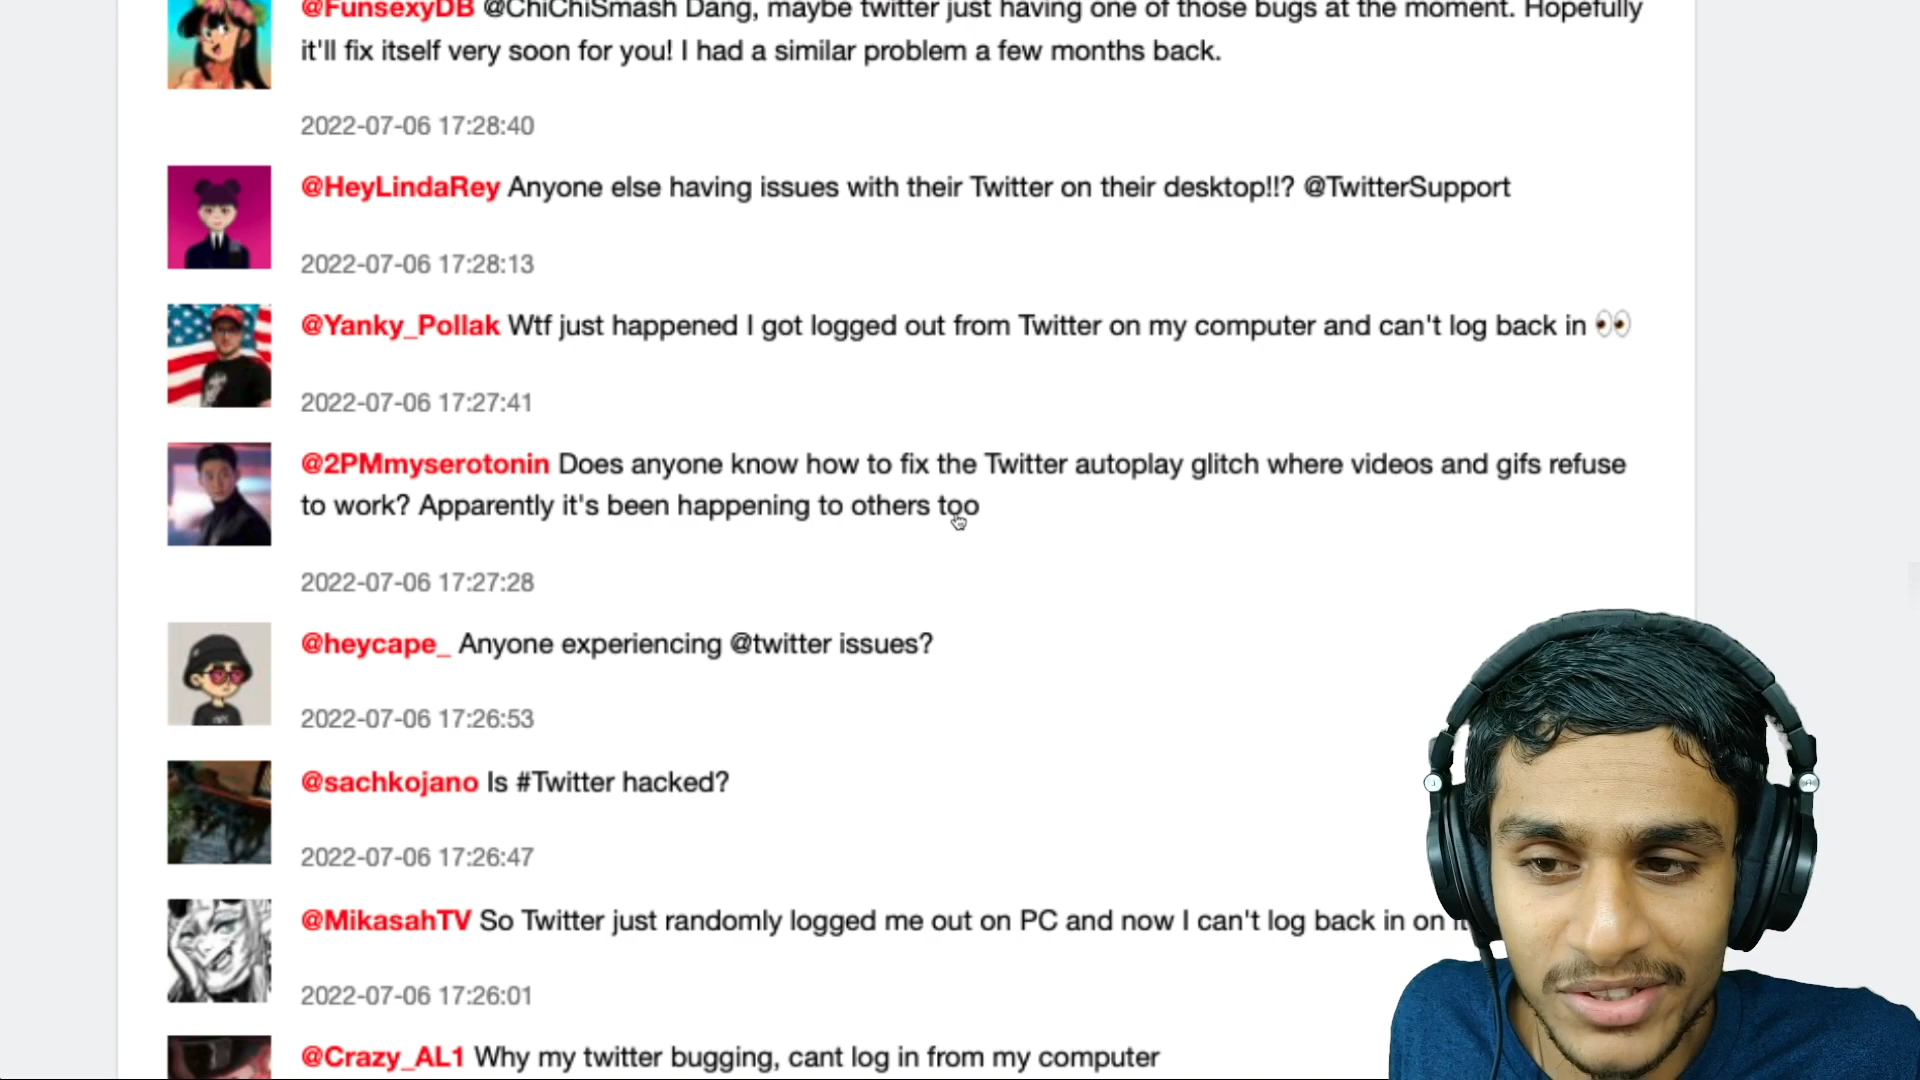 @FunsexyDB @ChiChiSmash Dang, maybe twitter just having one of those bugs at the moment. Hopefully
it'll fix itself very soon for you! I had a similar problem a few months back.
2022-07-06 17:28:40
@HeyLindaRey Anyone else having issues with their Twitter on their desktop!!? @TwitterSupport
2022-07-06 17:28:13
@Yanky_Pollak Wtf just happened I got logged out from Twitter on my computer and can't log back in 👀
2022-07-06 17:27:41
@2PMmyserotonin Does anyone know how to fix the Twitter autoplay glitch where videos and gifs refuse
to work? Apparently it's been happening to others too
2022-07-06 17:27:28
@heycape_ Anyone experiencing @twitter issues?
2022-07-06 17:26:53
@sachkojano Is #Twitter hacked?
2022-07-06 17:26:47
@MikasahTV So Twitter just randomly logged me out on PC and now I can't log back in on it
2022-07-06 17:26:01
@Crazy_AL1 Why my twitter bugging, cant log in from my computer